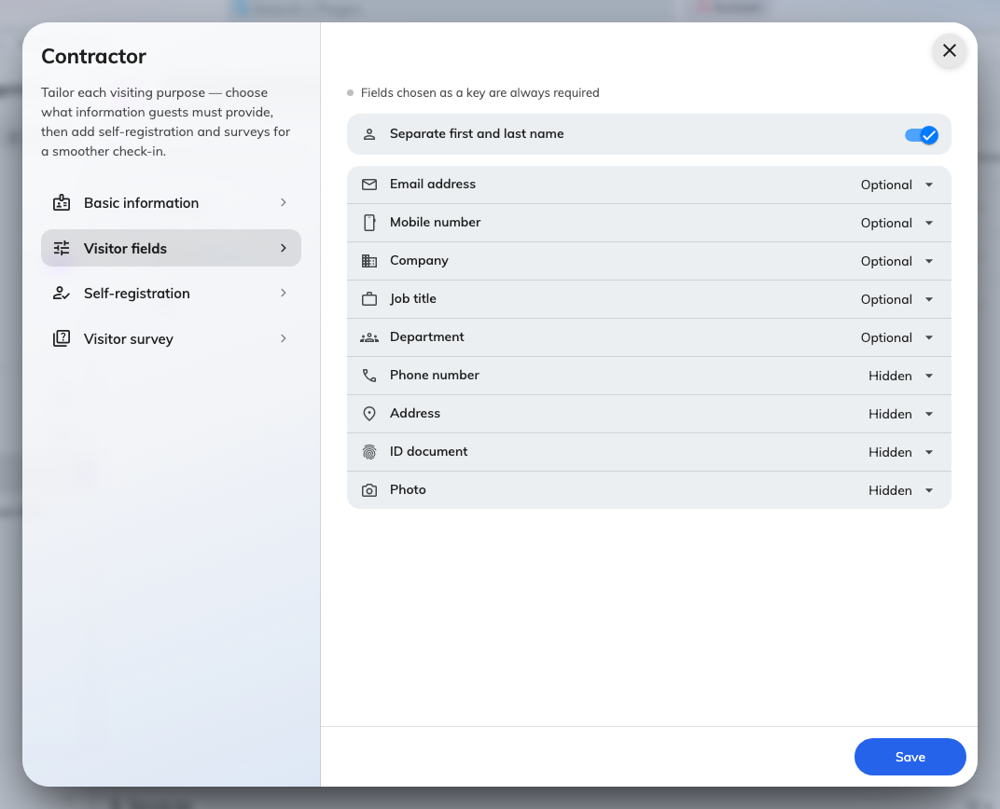 Contractor
Tailor each visiting purpose — choose
what information guests must provide,
then add self-registration and surveys for
a smoother check-in.
Basic information
Visitor fields
Self-registration
Visitor survey
Fields chosen as a key are always required
Separate first and last name
Email address Optional
Mobile number Optional
Company Optional
Job title Optional
Department Optional
Phone number Hidden
Address Hidden
ID document Hidden
Photo Hidden
Save